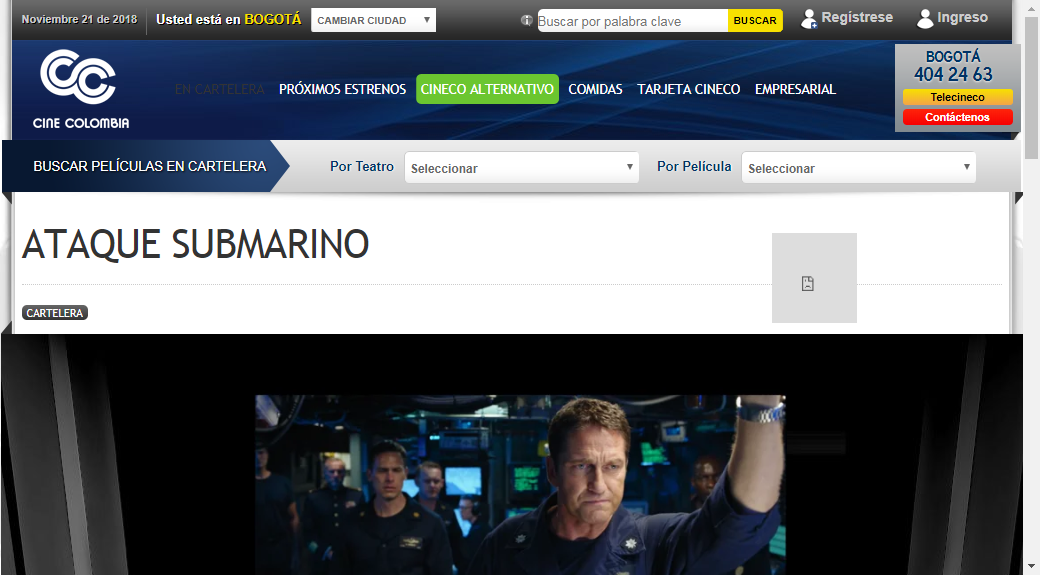 Noviembre 21 de 2018
Usted está en BOGOTÁ
CAMBIAR CIUDAD
Buscar por palabra clave
BUSCAR
Regístrese
Ingreso
CINE COLOMBIA
EN CARTELERA
PRÓXIMOS ESTRENOS
CINECO ALTERNATIVO
COMIDAS
TARJETA CINECO
EMPRESARIAL
BOGOTÁ
404 24 63
Telecineco
Contáctenos
BUSCAR PELÍCULAS EN CARTELERA
Por Teatro
Seleccionar
Por Película
Seleccionar
ATAQUE SUBMARINO
CARTELERA